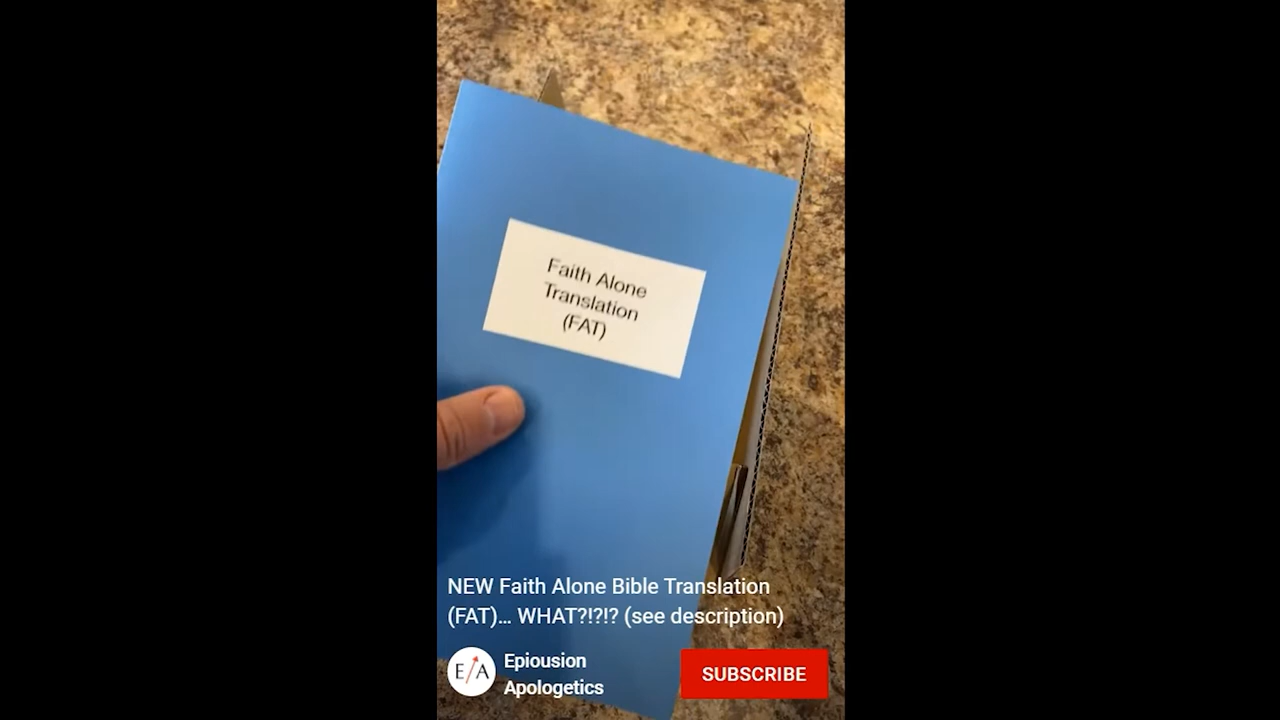 Faith Alone
Translation
(FAT)
NEW Faith Alone Bible Translation
(FAT)... WHAT?!?!? (see description)
E/A
Epiousion
Apologetics
SUBSCRIBE